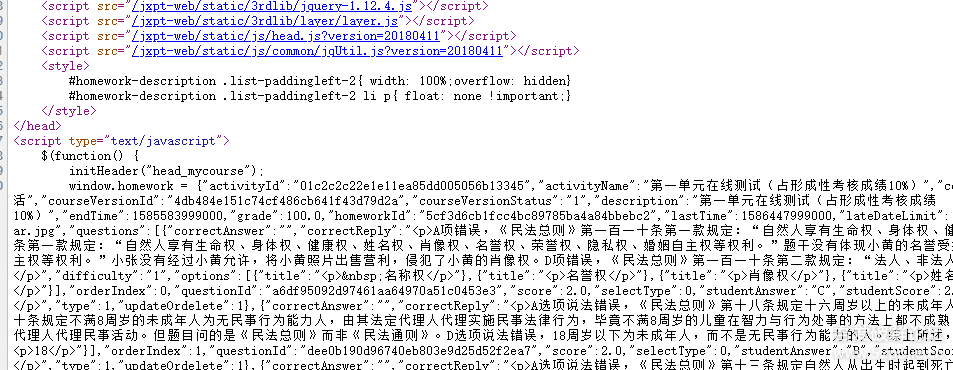 <script src="/jxpt-web/static/3rdlib/jquery-1.12.4.js"></script>
<script src="/jxpt-web/static/3rdlib/layer/layer.js"></script>
<script src="/jxpt-web/static/js/head.js?version=20180411"></script>
<script src="/jxpt-web/static/js/common/jqUtil.js?version=20180411"></script>
<style>
#homework-description .list-paddingleft-2{ width: 100%;overflow: hidden}
#homework-description .list-paddingleft-2 li p{ float: none !important;}
</style>
</head>
<script type="text/javascript">
$(function() {
initHeader("head_mycourse");
window.homework = {"activityId":"01c2c2c22e1e11ea85dd005056b13345","activityName":"第一单元在线测试（占形成性考核成绩10%）","co
活","courseVersionId":"4db484e151c74cf486cb641f43d79d2a","courseVersionStatus":"1","description":"第一单元在线测试（占形成性考核成绩
10%）","endTime":1585583999000,"grade":100.0,"homeworkId":"5cf3d6cb1fcc4bc89785ba4a84bbebc2","lastTime":1586447999000,"lateDateLimit":
ar.jpg","questions":[{"correctAnswer":"","correctReply":"<p>A项错误，《民法总则》第一百一十条第一款规定：“自然人享有生命权、身体权、健
条第一款规定：“自然人享有生命权、身体权、健康权、姓名权、肖像权、名誉权、荣誉权、隐私权、婚姻自主权等权利。”题干没有体现小黄的名誉受
主权等权利。”小张没有经过小黄允许，将小黄照片出售营利，侵犯了小黄的肖像权。D项错误，《民法总则》第一百一十条第二款规定：“法人、非法人
</p>","difficulty":"1","options":[{"title":"<p>&nbsp;名称权</p>"},{"title":"<p>名誉权</p>"},{"title":"<p>肖像权</p>"},{"title":"<p>姓名
</p>"}],"orderIndex":0,"questionId":"a6df95092d97461aa64970a51c0453e3","score":2.0,"selectType":0,"studentAnswer":"C","studentScore":2.
</p>","type":1,"updateOrdelete":1},{"correctAnswer":"","correctReply":"<p>A选项说法错误，《民法总则》第十八条规定十六周岁以上的未成年人
十条规定不满8周岁的未成年人为无民事行为能力人，由其法定代理人代理实施民事法律行为，毕竟不满8周岁的儿童在智力与行为处事的方法上都不成熟
代理人代理民事活动。但题目问的是《民法总则》而非《民法通则》。D选项说法错误，18周岁以下为未成年人，而不是无民事行为能力的人。综上所述，
<p>18</p>"}],"orderIndex":1,"questionId":"dee0b190d96740eb803e9d25d52f2ea7","score":2.0,"selectType":0,"studentAnswer":"B","studentScor
</p>","type":1,"updateOrdelete":1},{"correctAnswer":"","correctReply":"<p>A选项说法错误，《民法总则》第十三条规定自然人从出生时起到死亡